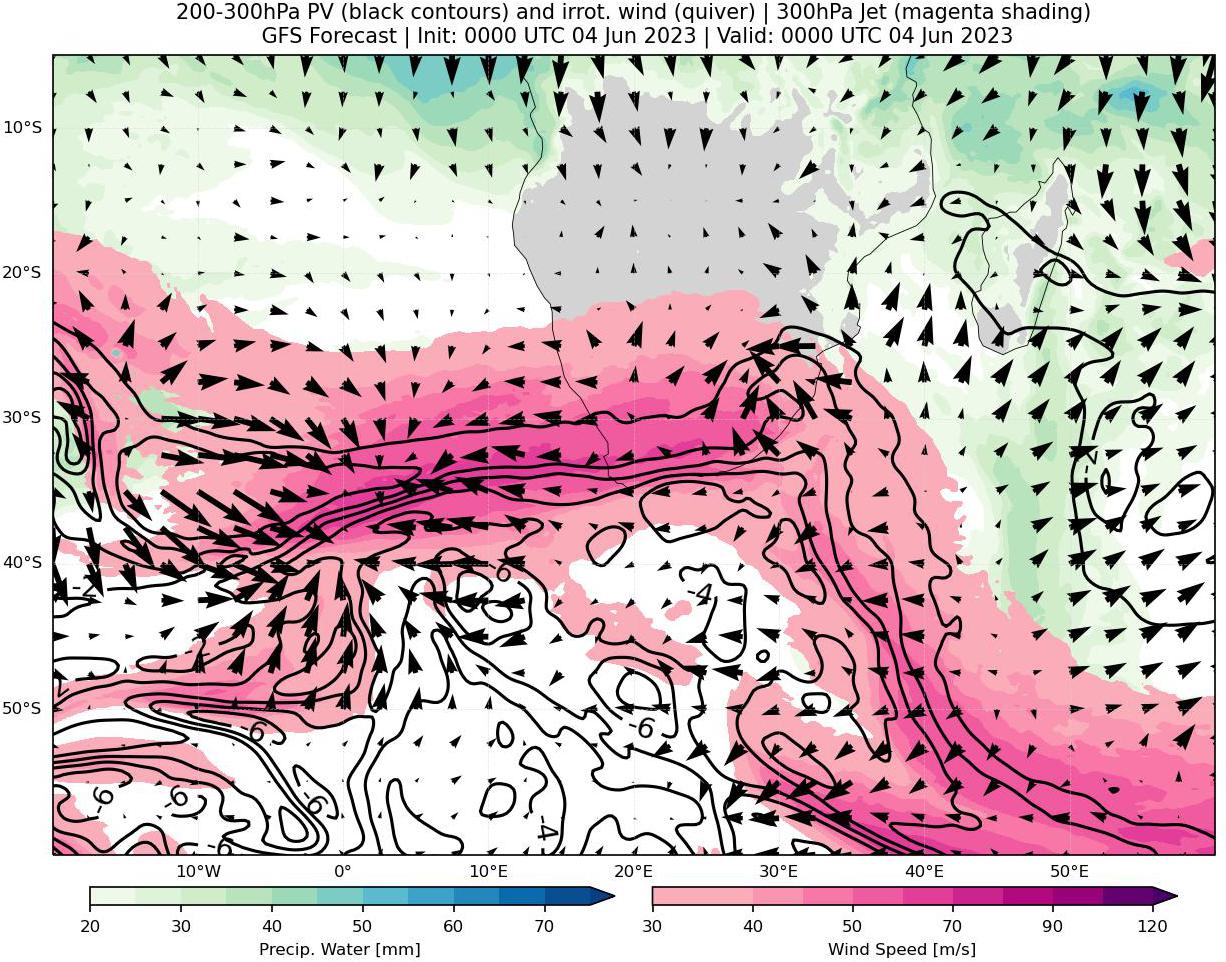 200-300hPa PV (black contours) and irrot. wind (quiver) | 300hPa Jet (magenta shading)
GFS Forecast | Init: 0000 UTC 04 Jun 2023 | Valid: 0000 UTC 04 Jun 2023
10°S
20°S
30°S
40°S
50°S
-2
-2
-6
-4
-6
-6
-6
-6
-6
-6
-4
10°W 0° 10°E 20°E 30°E 40°E 50°E
20 30 40 50 60 70
Precip. Water [mm]
30 40 50 70 90 120
Wind Speed [m/s]